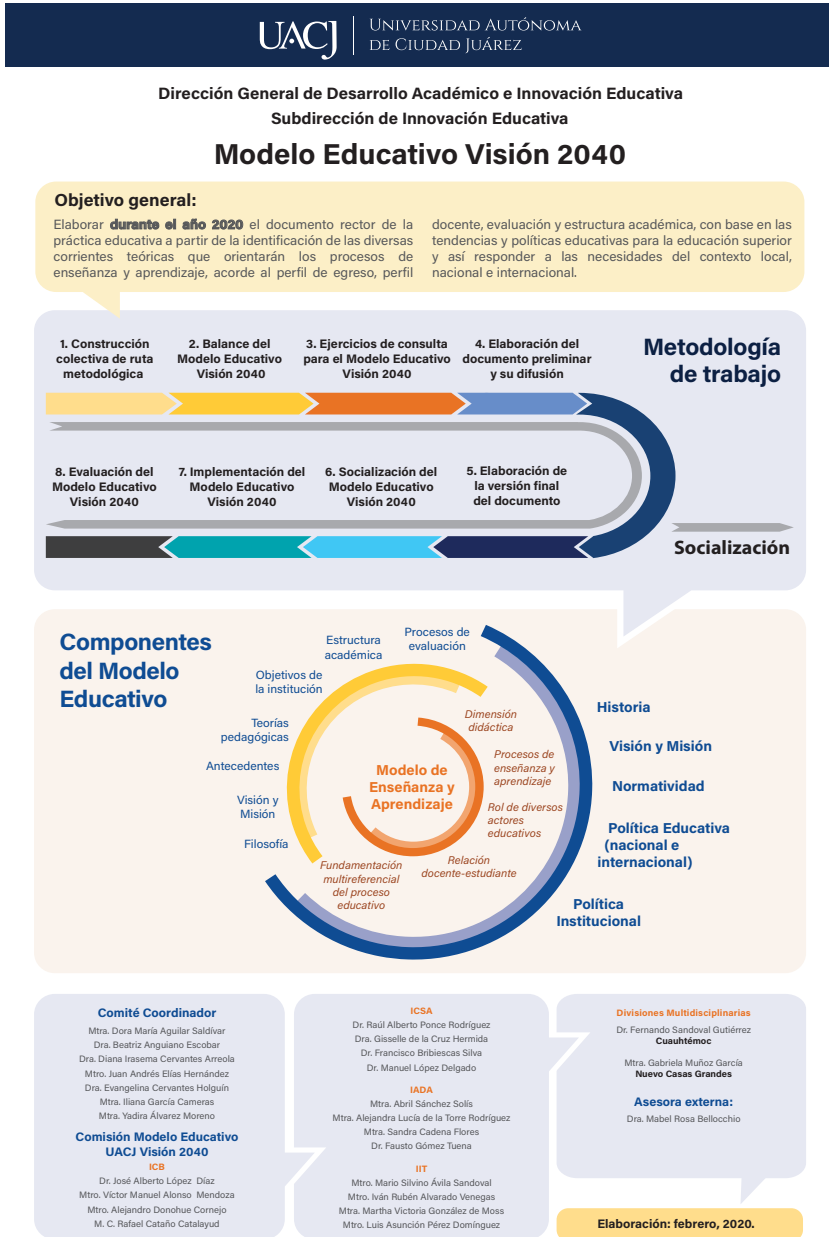 UACJ
UNIVERSIDAD AUTÓNOMA
DE CIUDAD JUÁREZ
Dirección General de Desarrollo Académico e Innovación Educativa
Subdirección de Innovación Educativa
Modelo Educativo Visión 2040
Objetivo general:
Elaborar durante el año 2020 el documento rector de la
práctica educativa a partir de la identificación de las diversas
corrientes teóricas que orientarán los procesos de
enseñanza y aprendizaje, acorde al perfil de egreso, perfil
docente, evaluación y estructura académica, con base en las
tendencias y políticas educativas para la educación superior
y así responder a las necesidades del contexto local,
nacional e internacional.
Metodología
de trabajo
1. Construcción
colectiva de ruta
metodológica
2. Balance del
Modelo Educativo
Visión 2040
3. Ejercicios de consulta
para el Modelo Educativo
Visión 2040
4. Elaboración del
documento preliminar
y su difusión
5. Elaboración de
la versión final
del documento
6. Socialización del
Modelo Educativo
Visión 2040
7. Implementación del
Modelo Educativo
Visión 2040
8. Evaluación del
Modelo Educativo
Visión 2040
Socialización
Componentes
del Modelo
Educativo
Procesos de
evaluación
Estructura
académica
Objetivos de
la institución
Teorías
pedagógicas
Antecedentes
Visión y
Misión
Filosofía
Modelo de
Enseñanza y
Aprendizaje
Dimensión
didáctica
Procesos de
enseñanza y
aprendizaje
Rol de diversos
actores
educativos
Relación
docente-estudiante
Fundamentación
multireferencial
del proceso
educativo
Historia
Visión y Misión
Normatividad
Política Educativa
(nacional e
internacional)
Política
Institucional
Comité Coordinador
Mtra. Dora María Aguilar Saldívar
Dra. Beatriz Anguiano Escobar
Dra. Diana Irasema Cervantes Arreola
Mtro. Juan Andrés Elías Hernández
Dra. Evangelina Cervantes Holguín
Mtra. Iliana García Cameras
Mtra. Yadira Álvarez Moreno
Comisión Modelo Educativo
UACJ Visión 2040
ICB
Dr. José Alberto López Díaz
Mtro. Víctor Manuel Alonso Mendoza
Mtro. Alejandro Donohue Cornejo
M. C. Rafael Cataño Catalayud
ICSA
Dr. Raúl Alberto Ponce Rodríguez
Dra. Gisselle de la Cruz Hermida
Dr. Francisco Bribiescas Silva
Dr. Manuel López Delgado
IADA
Mtra. Abril Sánchez Solís
Mtra. Alejandra Lucía de la Torre Rodríguez
Mtra. Sandra Cadena Flores
Dr. Fausto Gómez Tuena
IIT
Mtro. Mario Silvino Ávila Sandoval
Mtro. Iván Rubén Alvarado Venegas
Mtra. Martha Victoria González de Moss
Mtro. Luis Asunción Pérez Domínguez
Divisiones Multidisciplinarias
Dr. Fernando Sandoval Gutiérrez
Cuauhtémoc
Mtra. Gabriela Muñoz García
Nuevo Casas Grandes
Asesora externa:
Dra. Mabel Rosa Bellocchio
Elaboración: febrero, 2020.